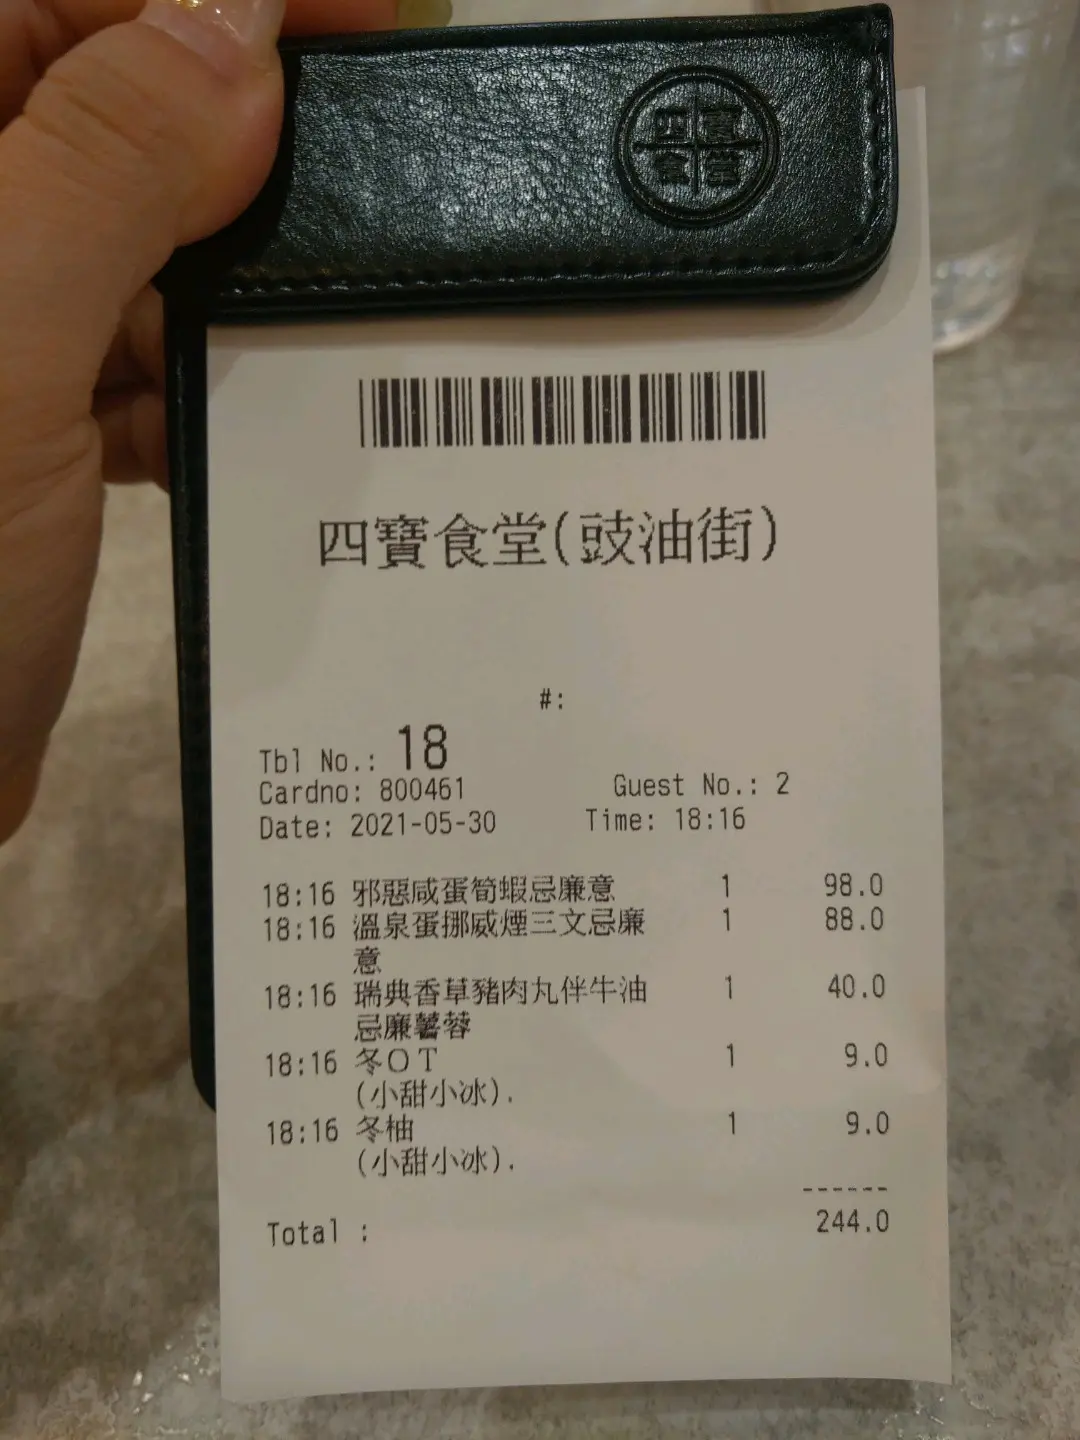 四寶食堂
四寶食堂(豉油街)
#:
Tbl No.: 18
Cardno: 800461 Guest No.: 2
Date: 2021-05-30 Time: 18:16
18:16 邪惡咸蛋筍蝦忌廉意 1 98.0
18:16 溫泉蛋挪威煙三文忌廉 1 88.0
意
18:16 瑞典香草豬肉丸伴牛油 1 40.0
忌廉薯蓉
18:16 冬OT 1 9.0
(小甜小冰).
18:16 冬柚 1 9.0
(小甜小冰).
------
Total : 244.0